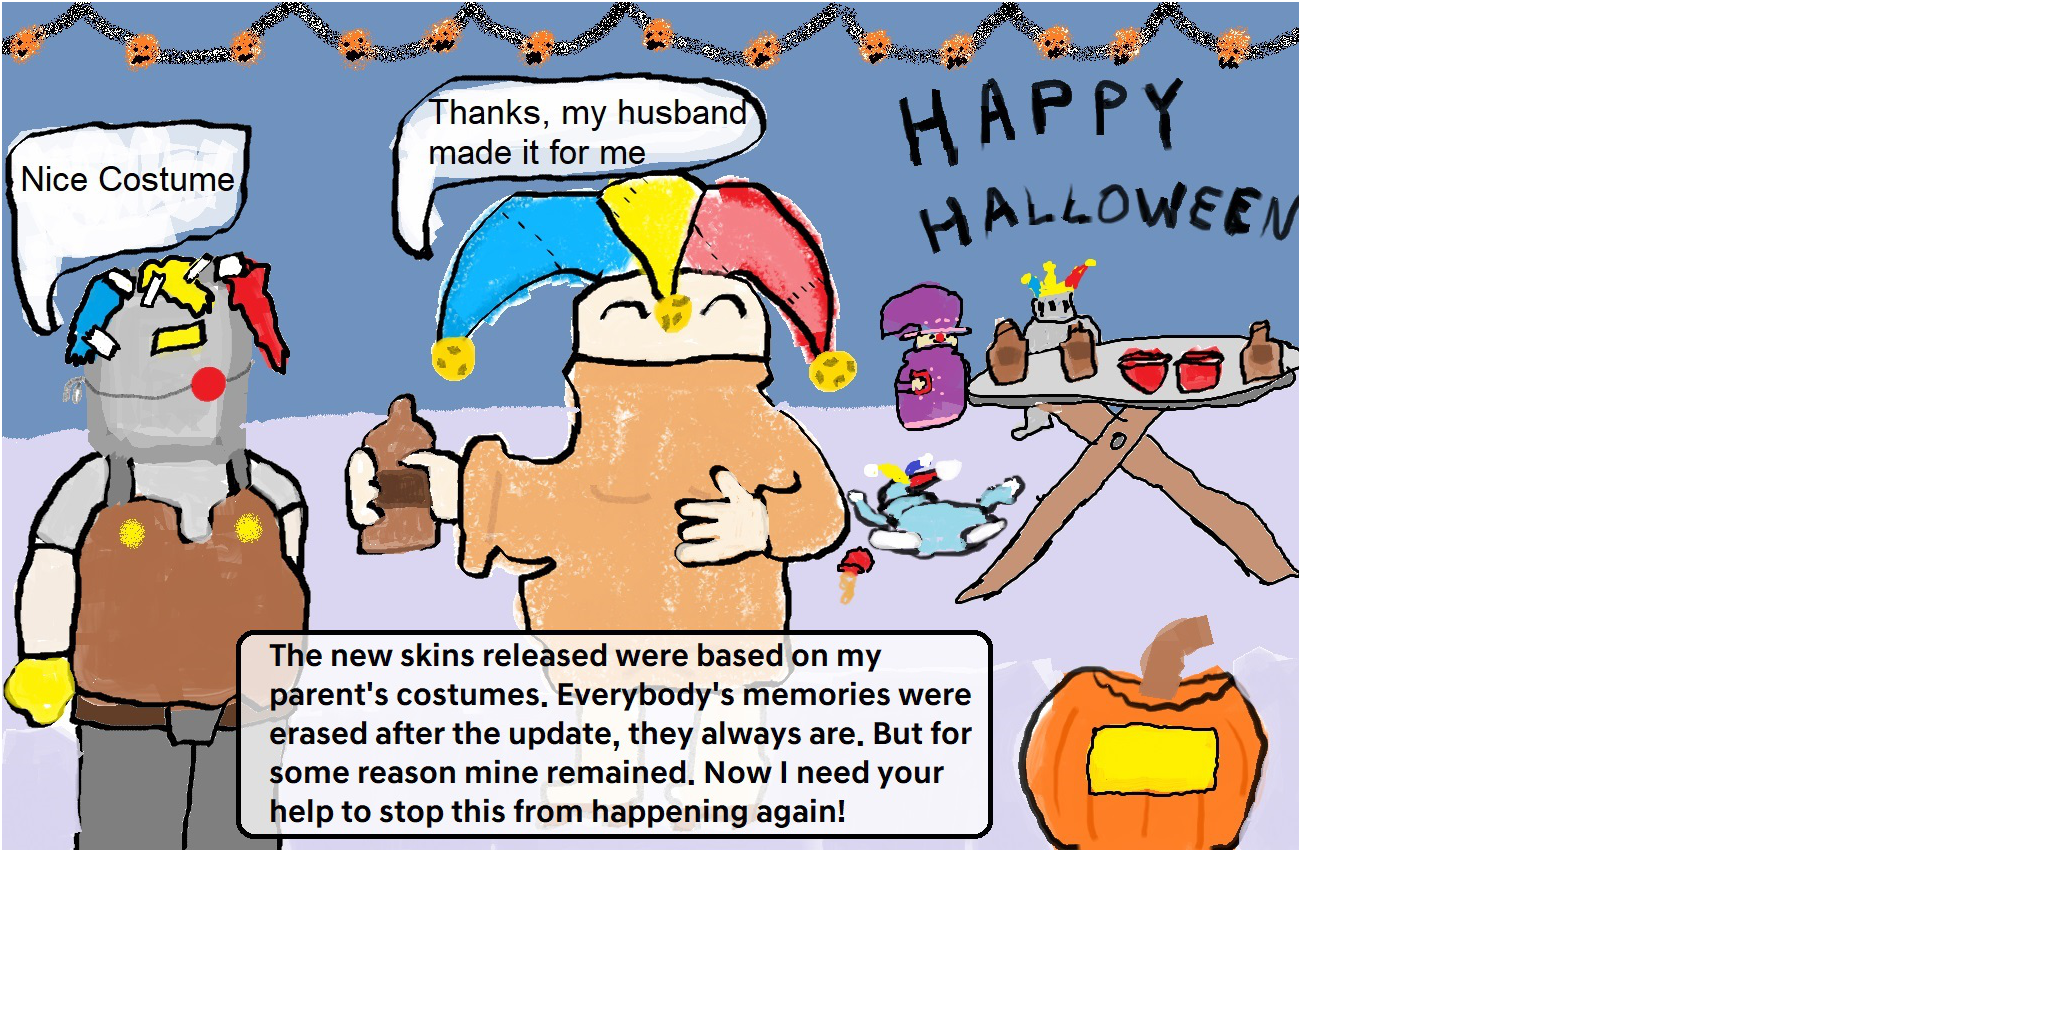 Nice Costume
Thanks, my husband
made it for me
HAPPY
HALLOWEEN
The new skins released were based on my
parent's costumes. Everybody's memories were
erased after the update, they always are. But for
some reason mine remained. Now I need your
help to stop this from happening again!